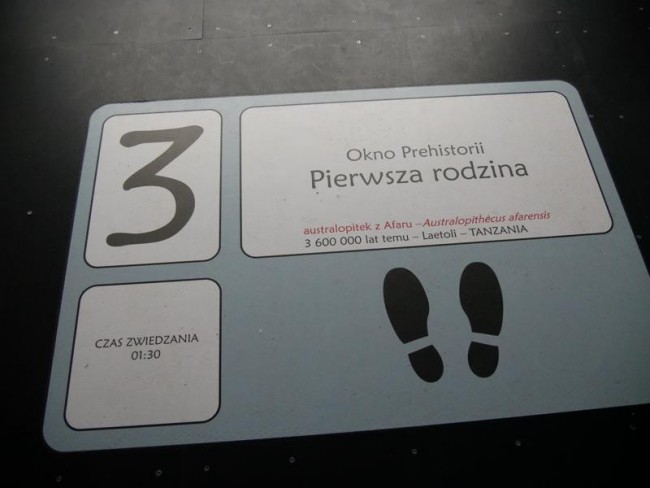 3
Okno Prehistorii
Pierwsza rodzina
australopitek z Afaru – Australopithécus afarensis
3 600 000 lat temu – Laetoli – TANZANIA
CZAS ZWIEDZANIA
01:30